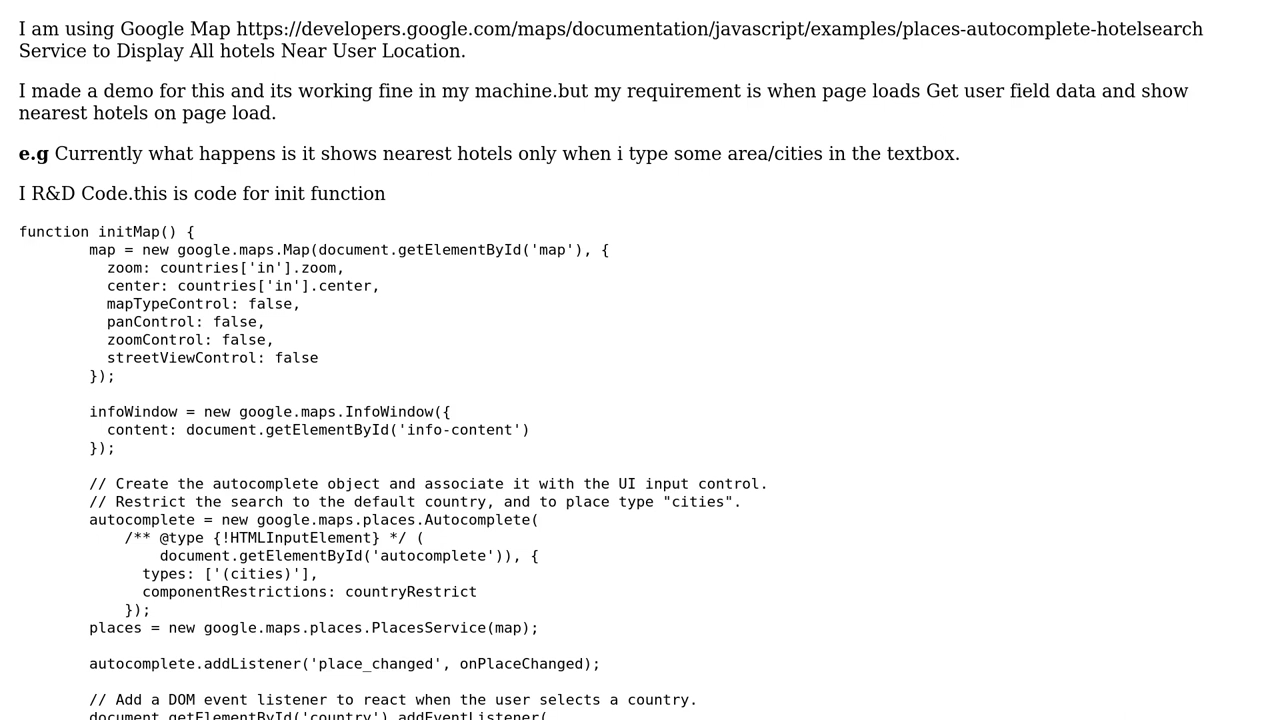 I am using Google Map https://developers.google.com/maps/documentation/javascript/examples/places-autocomplete-hotelsearch
Service to Display All hotels Near User Location.
I made a demo for this and its working fine in my machine.but my requirement is when page loads Get user field data and show
nearest hotels on page load.
e.g Currently what happens is it shows nearest hotels only when i type some area/cities in the textbox.
I R&D Code.this is code for init function
function initMap() {
        map = new google.maps.Map(document.getElementById('map'), {
          zoom: countries['in'].zoom,
          center: countries['in'].center,
          mapTypeControl: false,
          panControl: false,
          zoomControl: false,
          streetViewControl: false
        });

        infoWindow = new google.maps.InfoWindow({
          content: document.getElementById('info-content')
        });

        // Create the autocomplete object and associate it with the UI input control.
        // Restrict the search to the default country, and to place type "cities".
        autocomplete = new google.maps.places.Autocomplete(
            /** @type {!HTMLInputElement} */ (
                document.getElementById('autocomplete')), {
              types: ['(cities)'],
              componentRestrictions: countryRestrict
            });
        places = new google.maps.places.PlacesService(map);

        autocomplete.addListener('place_changed', onPlaceChanged);

        // Add a DOM event listener to react when the user selects a country.
        document.getElementById('country').addEventListener(